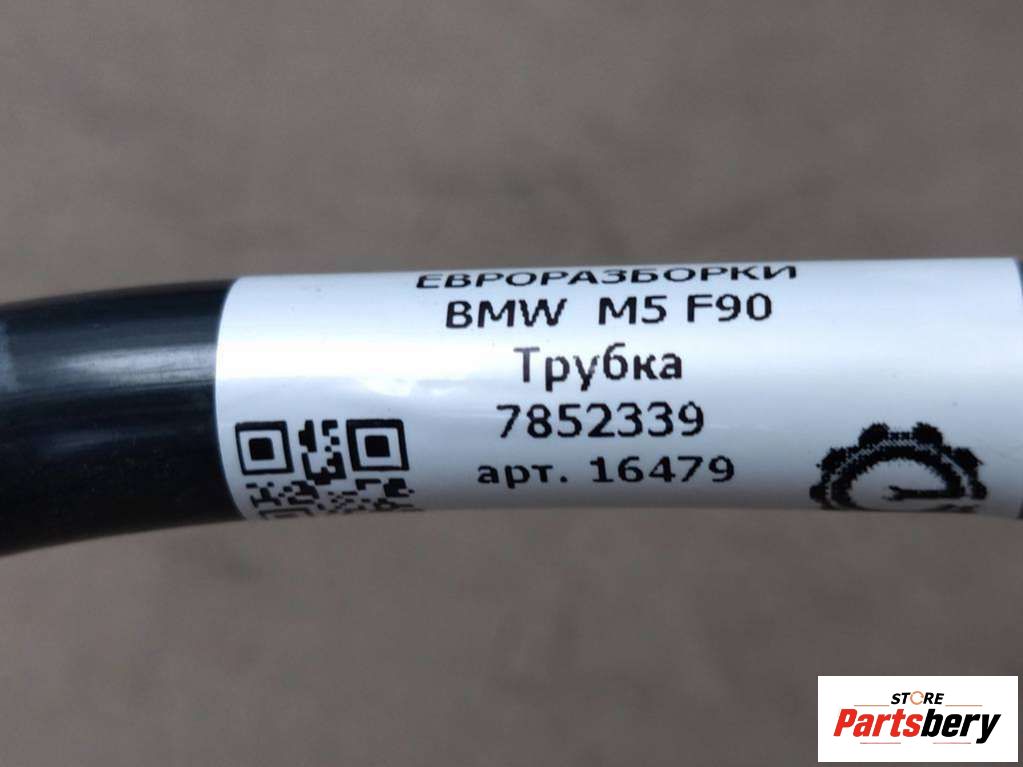 ЕВРОРАЗБОРКИ
BMW M5 F90
Трубка
7852339
арт. 16479
STORE
Partsbery